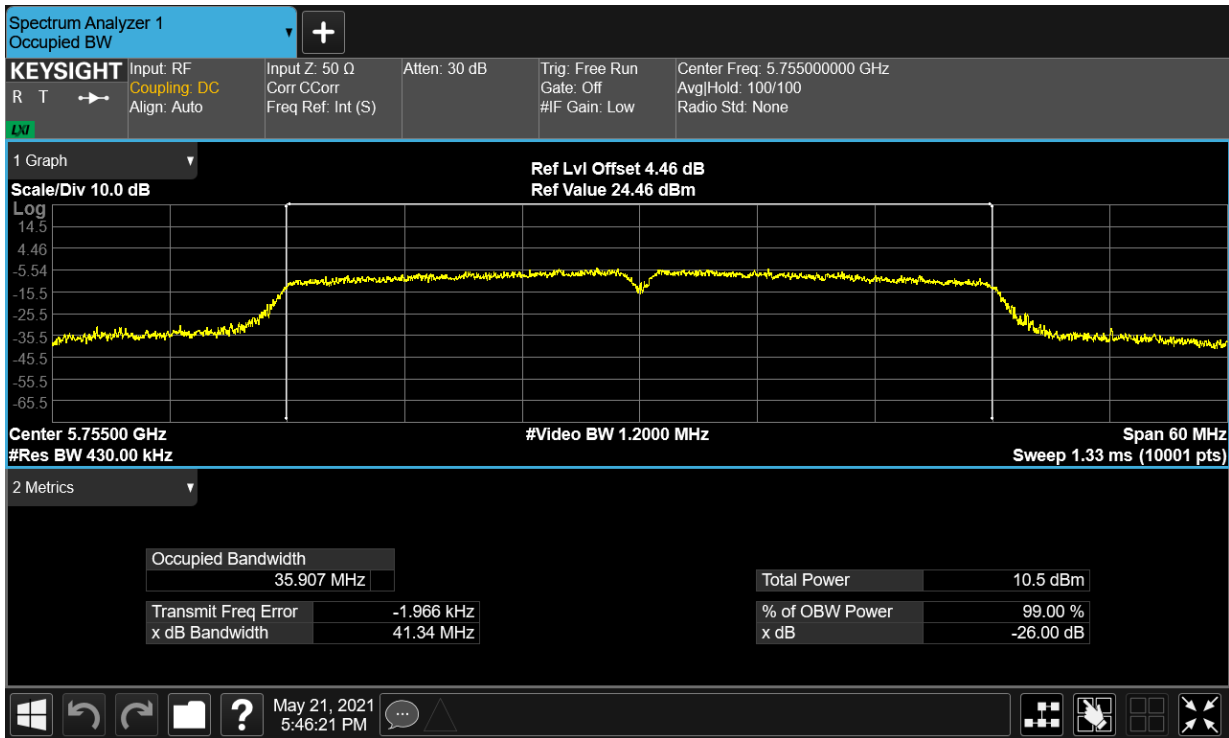 Spectrum Analyzer 1
Occupied BW
KEYSIGHT
R T
LXI
Input: RF
Coupling: DC
Align: Auto
Input Z: 50 Ω
Corr CCorr
Freq Ref: Int (S)
Atten: 30 dB
Trig: Free Run
Gate: Off
#IF Gain: Low
Center Freq: 5.755000000 GHz
Avg|Hold: 100/100
Radio Std: None
1 Graph
Scale/Div 10.0 dB
Ref Lvl Offset 4.46 dB
Ref Value 24.46 dBm
Log
14.5
4.46
-5.54
-15.5
-25.5
-35.5
-45.5
-55.5
-65.5
Center 5.75500 GHz
#Video BW 1.2000 MHz
Span 60 MHz
#Res BW 430.00 kHz
Sweep 1.33 ms (10001 pts)
2 Metrics
Occupied Bandwidth
35.907 MHz
Total Power 10.5 dBm
Transmit Freq Error -1.966 kHz
% of OBW Power 99.00 %
x dB Bandwidth 41.34 MHz
x dB -26.00 dB
?
May 21, 2021
5:46:21 PM